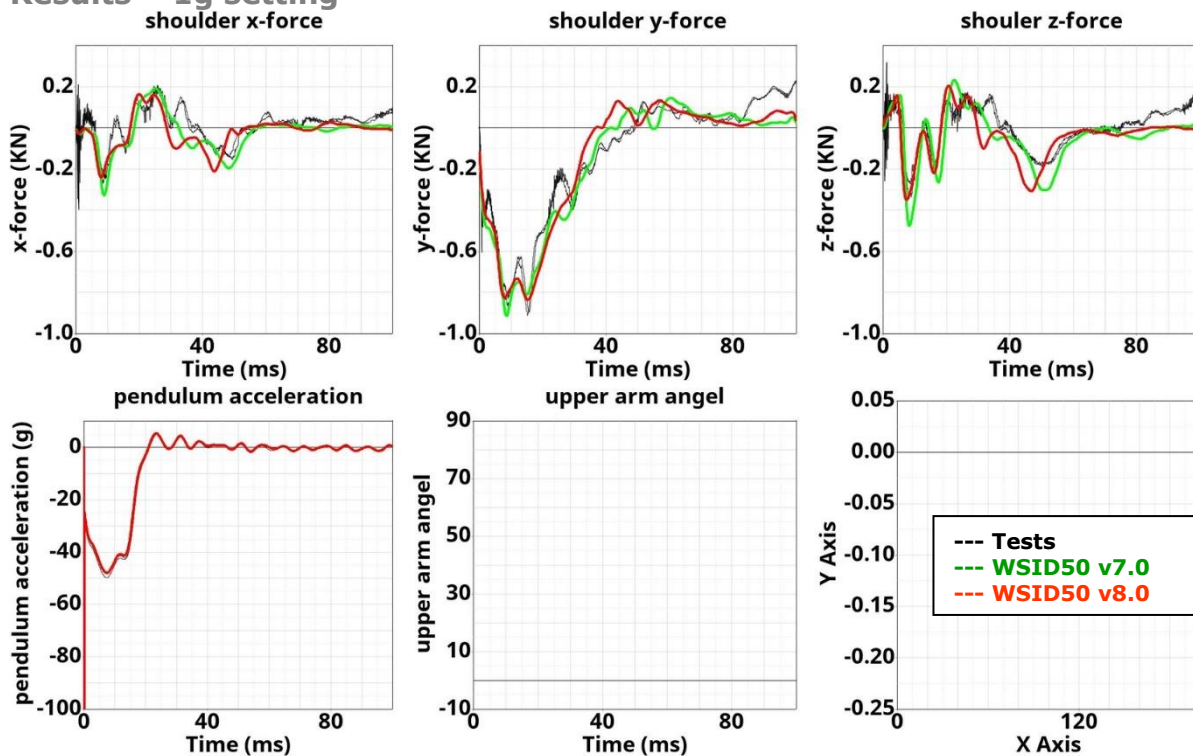 Results – 1g setting
shoulder x-force
0.2
-0.2
-0.6
-1.0
x-force (KN)
0
40
80
Time (ms)
shoulder y-force
0.2
-0.2
-0.6
-1.0
y-force (KN)
0
40
80
Time (ms)
shouler z-force
0.2
-0.2
-0.6
-1.0
z-force (KN)
0
40
80
Time (ms)
pendulum acceleration
0
-20
-40
-60
-80
-100
pendulum acceleration (g)
0
40
80
Time (ms)
upper arm angel
90
70
50
30
10
-10
upper arm angel
0
40
80
Time (ms)
0.05
0.00
-0.05
-0.10
-0.15
-0.20
-0.25
Y Axis
0
120
X Axis
--- Tests
--- WSID50 v7.0
--- WSID50 v8.0